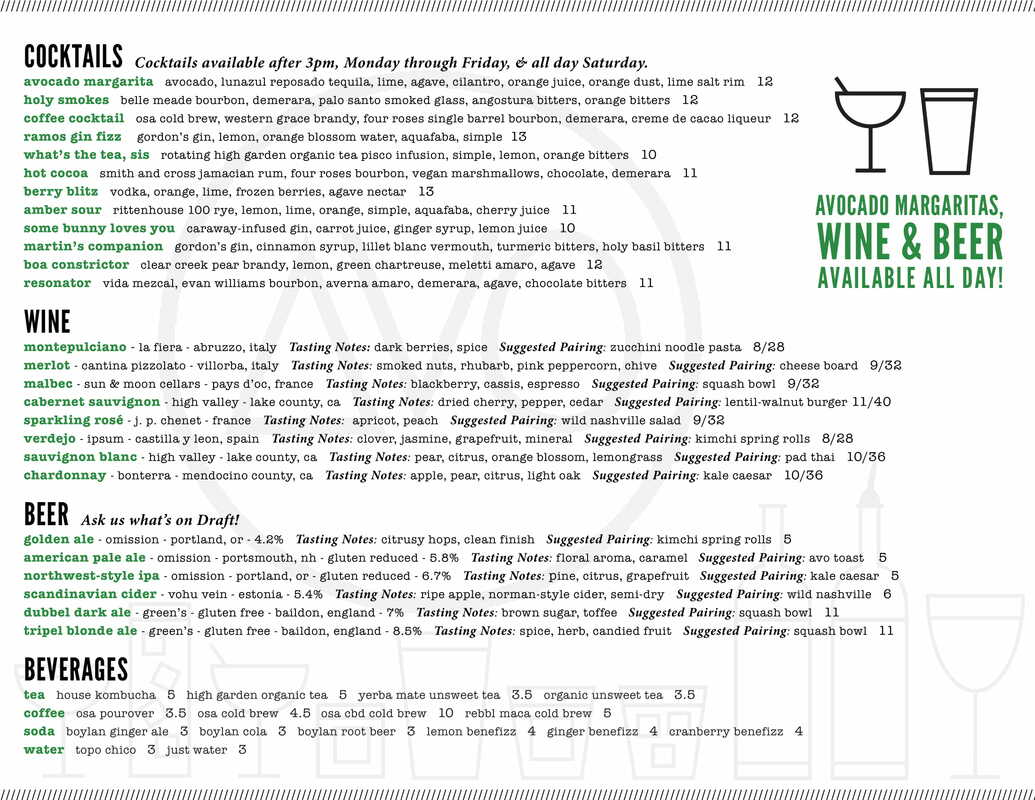 COCKTAILS Cocktails available after 3pm, Monday through Friday, & all day Saturday.
avocado margarita avocado, lunazul reposado tequila, lime, agave, cilantro, orange juice, orange dust, lime salt rim 12
holy smokes belle meade bourbon, demerara, palo santo smoked glass, angostura bitters, orange bitters 12
coffee cocktail osa cold brew, western grace brandy, four roses single barrel bourbon, demerara, creme de cacao liqueur 12
ramos gin fizz gordon's gin, lemon, orange blossom water, aquafaba, simple 13
what's the tea, sis rotating high garden organic tea pisco infusion, simple, lemon, orange bitters 10
hot cocoa smith and cross jamacian rum, four roses bourbon, vegan marshmallows, chocolate, demerara 11
berry blitz vodka, orange, lime, frozen berries, agave nectar 13
amber sour rittenhouse 100 rye, lemon, lime, orange, simple, aquafaba, cherry juice 11
some bunny loves you caraway-infused gin, carrot juice, ginger syrup, lemon juice 10
martin's companion gordon's gin, cinnamon syrup, lillet blanc vermouth, turmeric bitters, holy basil bitters 11
boa constrictor clear creek pear brandy, lemon, green chartreuse, meletti amaro, agave 12
resonator vida mezcal, evan williams bourbon, averna amaro, demerara, agave, chocolate bitters 11
AVOCADO MARGARITAS,
WINE & BEER
AVAILABLE ALL DAY!
WINE
montepulciano - la fiera - abruzzo, italy Tasting Notes: dark berries, spice Suggested Pairing: zucchini noodle pasta 8/28
merlot - cantina pizzolato - villorba, italy Tasting Notes: smoked nuts, rhubarb, pink peppercorn, chive Suggested Pairing: cheese board 9/32
malbec - sun & moon cellars - pays d'oc, france Tasting Notes: blackberry, cassis, espresso Suggested Pairing: squash bowl 9/32
cabernet sauvignon - high valley - lake county, ca Tasting Notes: dried cherry, pepper, cedar Suggested Pairing: lentil-walnut burger 11/40
sparkling rosé - j. p. chenet - france Tasting Notes: apricot, peach Suggested Pairing: wild nashville salad 9/32
verdejo - ipsum - castilla y leon, spain Tasting Notes: clover, jasmine, grapefruit, mineral Suggested Pairing: kimchi spring rolls 8/28
sauvignon blanc - high valley - lake county, ca Tasting Notes: pear, citrus, orange blossom, lemongrass Suggested Pairing: pad thai 10/36
chardonnay - bonterra - mendocino county, ca Tasting Notes: apple, pear, citrus, light oak Suggested Pairing: kale caesar 10/36
BEER Ask us what's on Draft!
golden ale - omission - portland, or - 4.2% Tasting Notes: citrusy hops, clean finish Suggested Pairing: kimchi spring rolls 5
american pale ale - omission - portsmouth, nh - gluten reduced - 5.8% Tasting Notes: floral aroma, caramel Suggested Pairing: avo toast 5
northwest-style ipa - omission - portland, or - gluten reduced - 6.7% Tasting Notes: pine, citrus, grapefruit Suggested Pairing: kale caesar 5
scandinavian cider - vohu vein - estonia - 5.4% Tasting Notes: ripe apple, norman-style cider, semi-dry Suggested Pairing: wild nashville 6
dubbel dark ale - green's - gluten free - baildon, england - 7% Tasting Notes: brown sugar, toffee Suggested Pairing: squash bowl 11
tripel blonde ale - green's - gluten free - baildon, england - 8.5% Tasting Notes: spice, herb, candied fruit Suggested Pairing: squash bowl 11
BEVERAGES
tea house kombucha 5 high garden organic tea 5 yerba mate unsweet tea 3.5 organic unsweet tea 3.5
coffee osa pourover 3.5 osa cold brew 4.5 osa cbd cold brew 10 rebbl maca cold brew 5
soda boylan ginger ale 3 boylan cola 3 boylan root beer 3 lemon benefizz 4 ginger benefizz 4 cranberry benefizz 4
water topo chico 3 just water 3